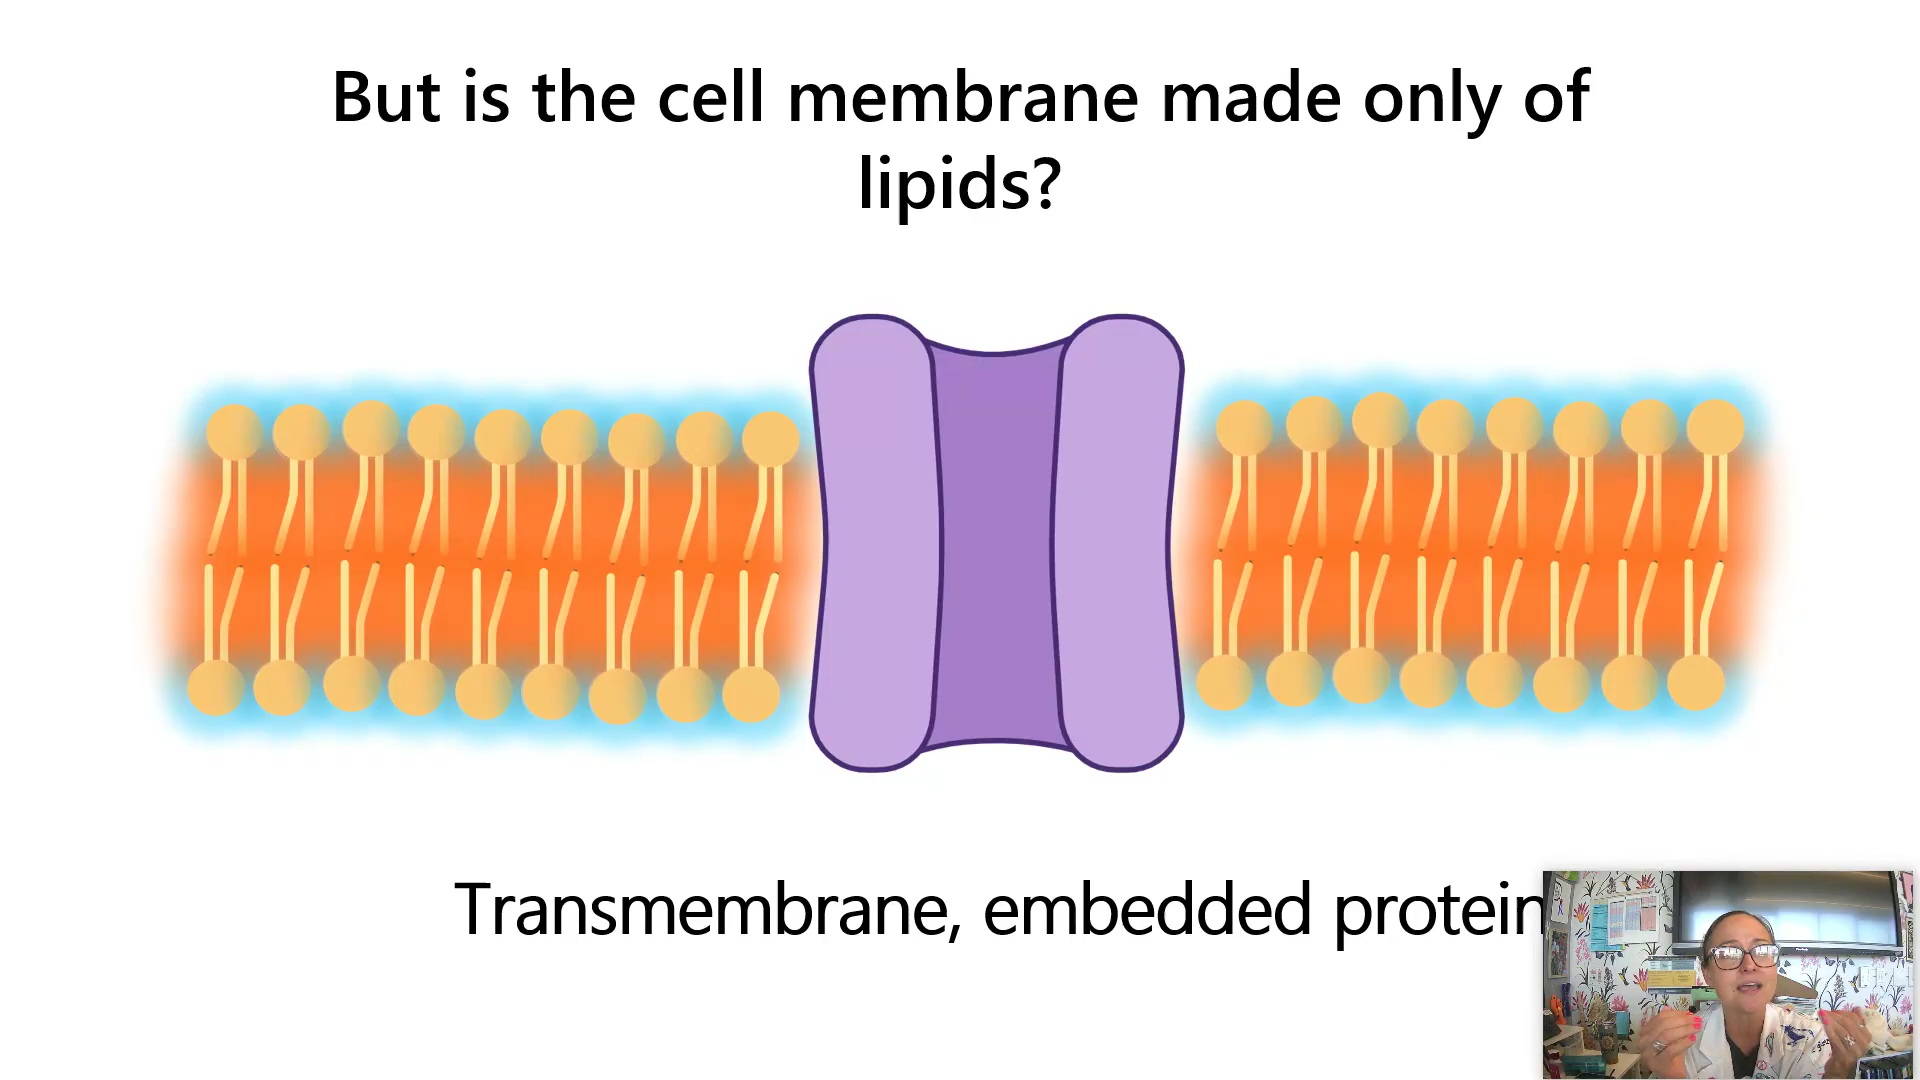 But is the cell membrane made only of
lipids?
Transmembrane, embedded protein